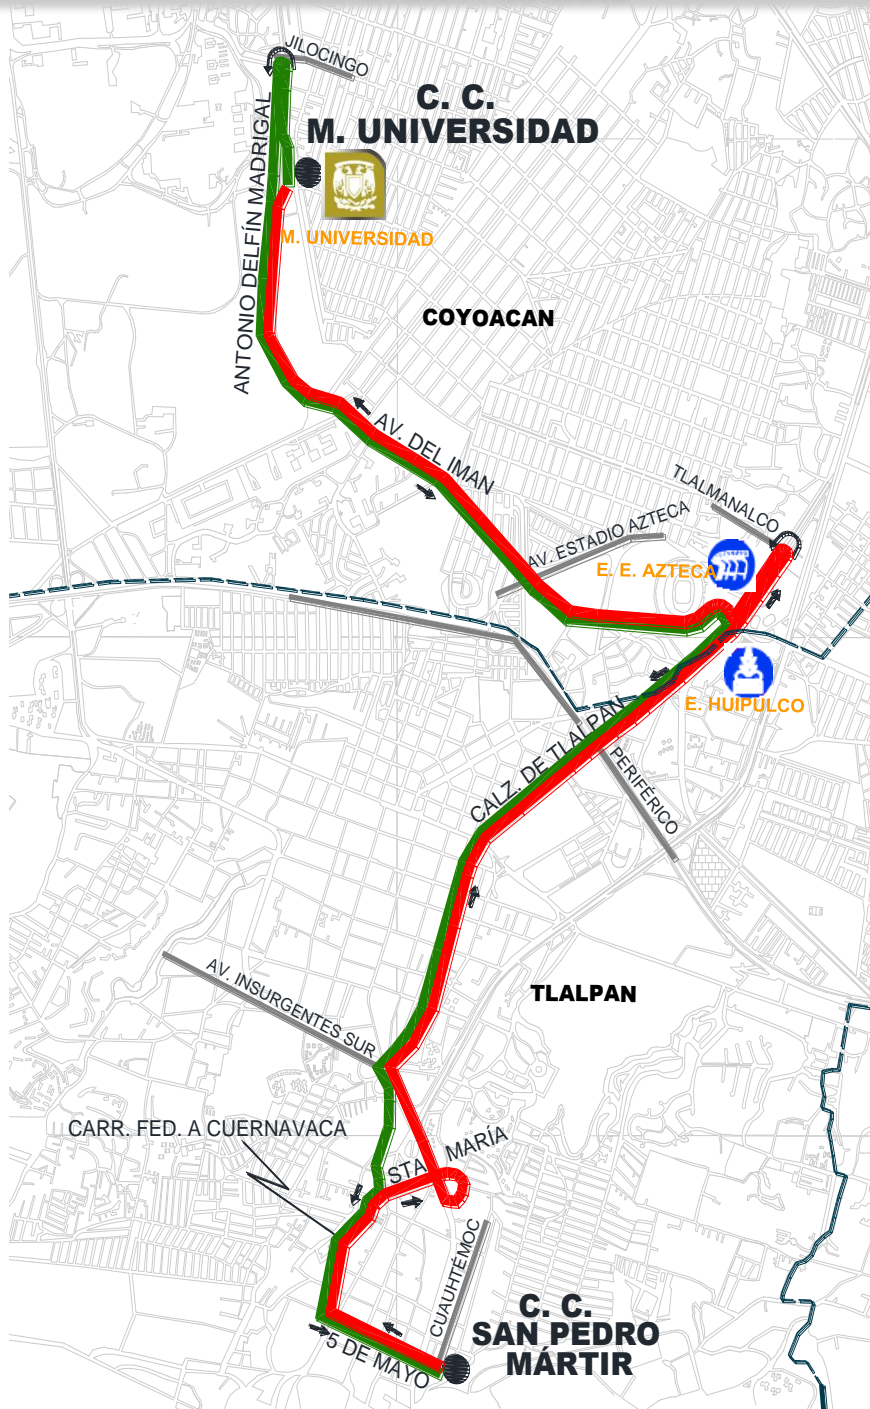 JILOCINGO
C. C.
M. UNIVERSIDAD
ANTONIO DELFÍN MADRIGAL
M. UNIVERSIDAD
COYOACAN
AV. DEL IMAN
TLALMANALCO
AV. ESTADIO AZTECA
E. E. AZTECA
E. HUIPULCO
CALZ. DE TLALPAN
PERIFÉRICO
AV. INSURGENTES SUR
TLALPAN
CARR. FED. A CUERNAVACA
STA MARÍA
CUAUHTÉMOC
C. C.
SAN PEDRO
MÁRTIR
5 DE MAYO